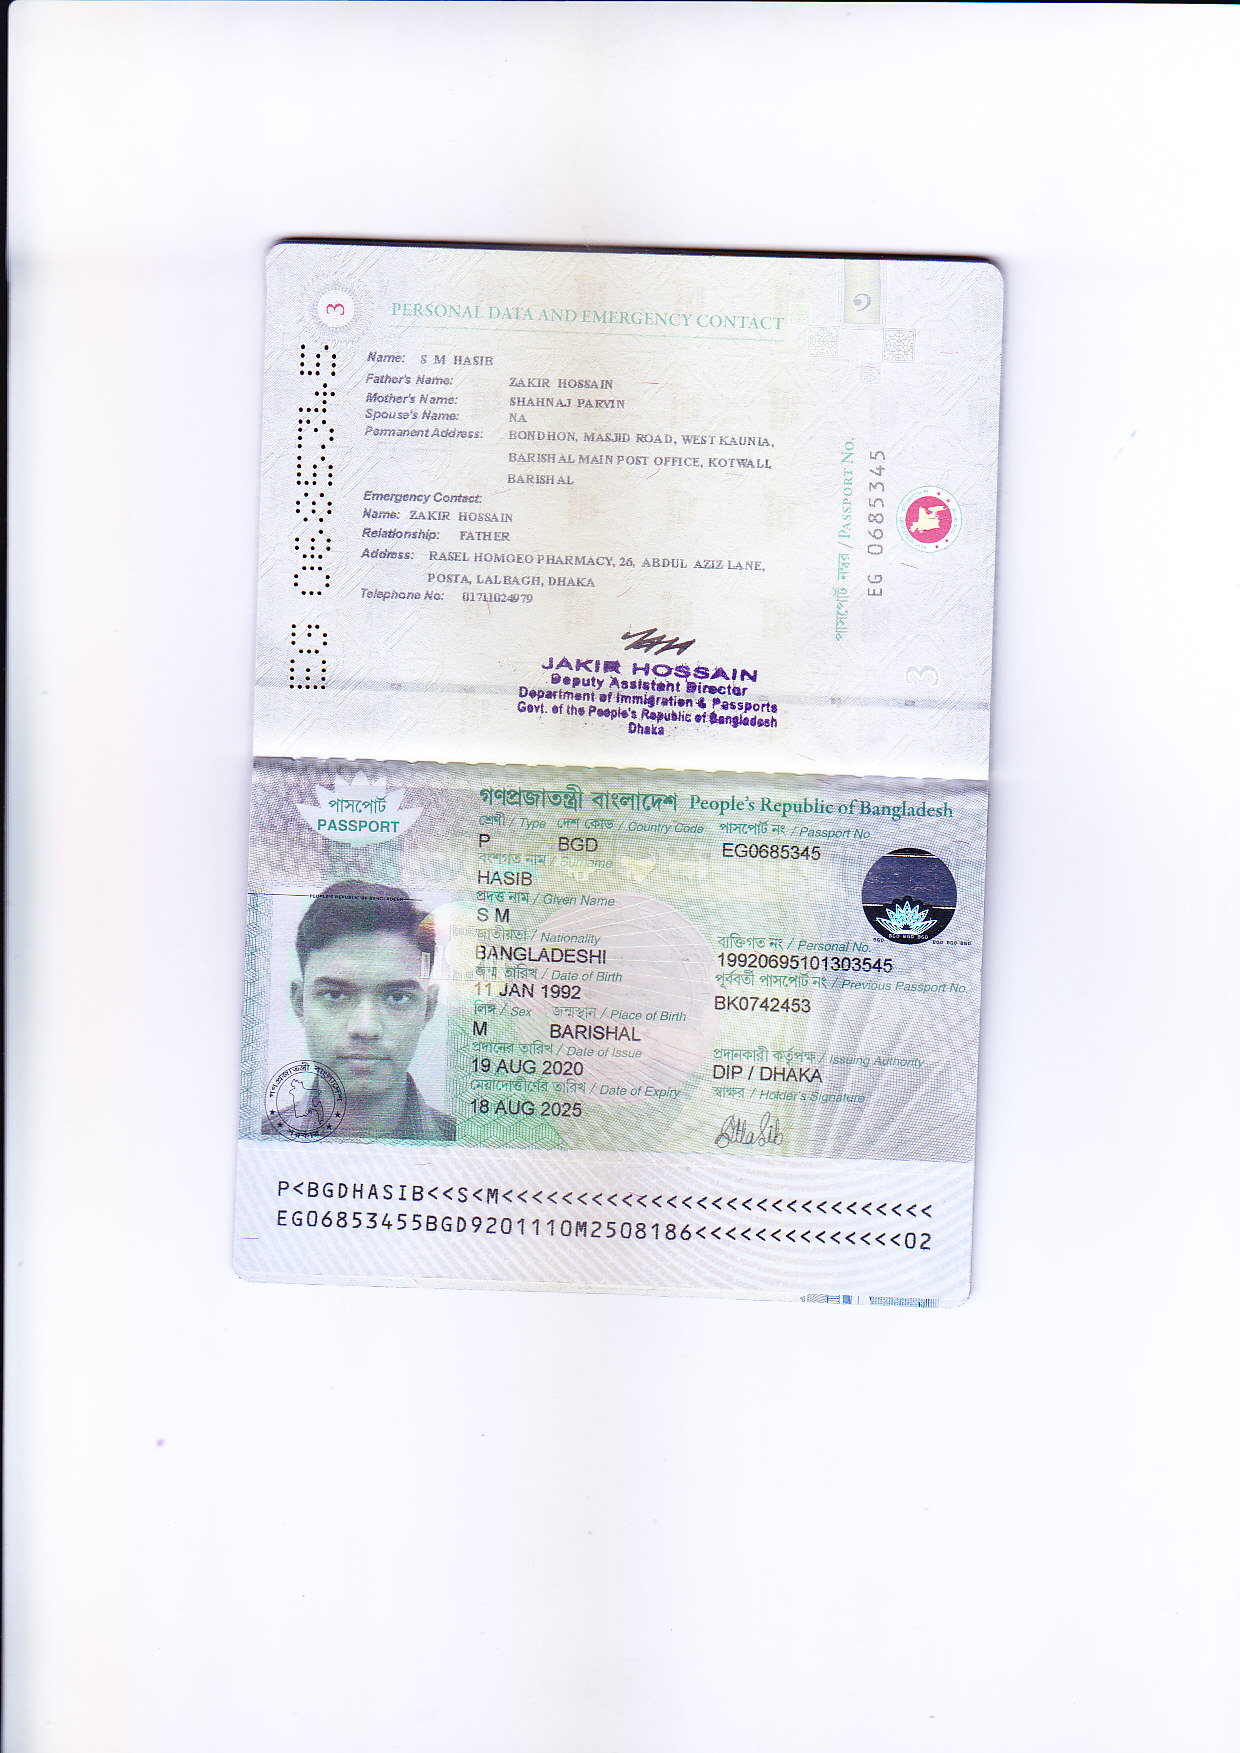 3
PERSONAL DATA AND EMERGENCY CONTACT
Name: S M HASIB
Father's Name: ZAKIR HOSSAIN
Mother's Name: SHAHNAJ PARVIN
Spouse's Name: NA
Permanent Address: BONDHON, MASJID ROAD, WEST KAUNIA,
BARISHAL MAIN POST OFFICE, KOTWALI,
BARISHAL
Emergency Contact:
Name: ZAKIR HOSSAIN
Relationship: FATHER
Address: RASEL HOMOEO PHARMACY, 26, ABDUL AZIZ LANE,
POSTA, LALBAGH, DHAKA
Telephone No: 01711024979
EG 0685345
পাসপোর্ট নম্বর / PASSPORT No.
EG 0685345
3
JAKIR HOSSAIN
Deputy Assistant Director
Department of Immigration & Passports
Govt. of the People's Republic of Bangladesh
Dhaka
পাসপোর্ট
PASSPORT
গণপ্রজাতন্ত্রী বাংলাদেশ People's Republic of Bangladesh
শ্রেণী / Type দেশ কোড / Country Code পাসপোর্ট নং / Passport No
P BGD EG0685345
বংশগত নাম / Surname
HASIB
প্রদত্ত নাম / Given Name
S M
জাতীয়তা / Nationality ব্যক্তিগত নং / Personal No.
BANGLADESHI 19920695101303545
জন্ম তারিখ / Date of Birth পূর্ববর্তী পাসপোর্ট নং / Previous Passport No.
11 JAN 1992 BK0742453
লিঙ্গ / Sex জন্মস্থান / Place of Birth
M BARISHAL
প্রদানের তারিখ / Date of Issue প্রদানকারী কর্তৃপক্ষ / Issuing Authority
19 AUG 2020 DIP / DHAKA
মেয়াদোত্তীর্ণের তারিখ / Date of Expiry স্বাক্ষর / Holder's Signature
18 AUG 2025
P<BGDHASIB<<S<M<<<<<<<<<<<<<<<<<<<<<<<<<<<<<
EG06853455BGD9201110M2508186<<<<<<<<<<<<<<02